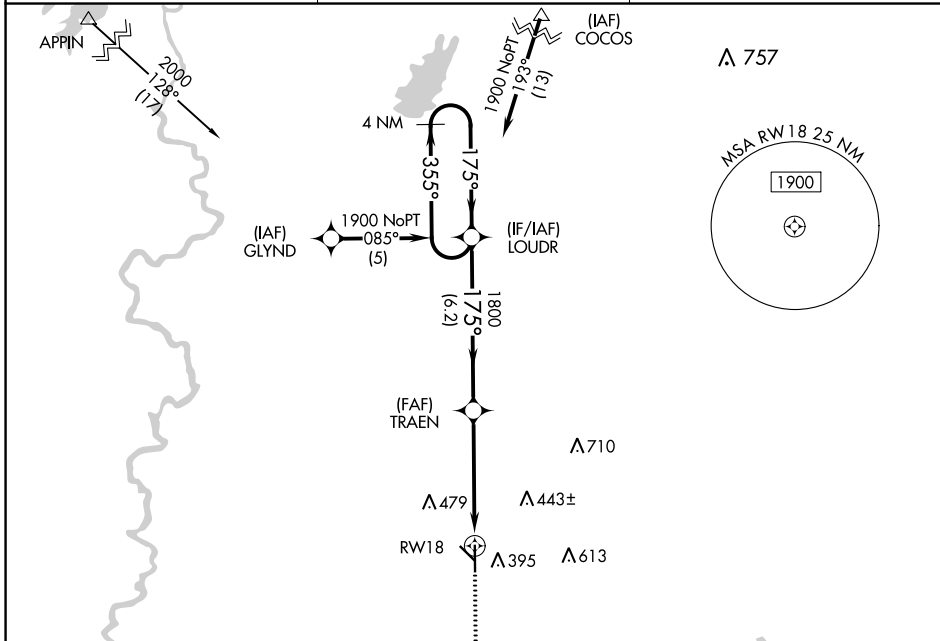 APPIN
2000
128°
(17)
(IAF)
COCOS
1900 NoPT
193°
(13)
757
4 NM
355°
175°
MSA RW18 25 NM
1900
(IAF)
GLYND
1900 NoPT
085°
(5)
(IF/IAF)
LOUDR
1800
175°
(6.2)
(FAF)
TRAEN
710
479
443±
RW18
395
613